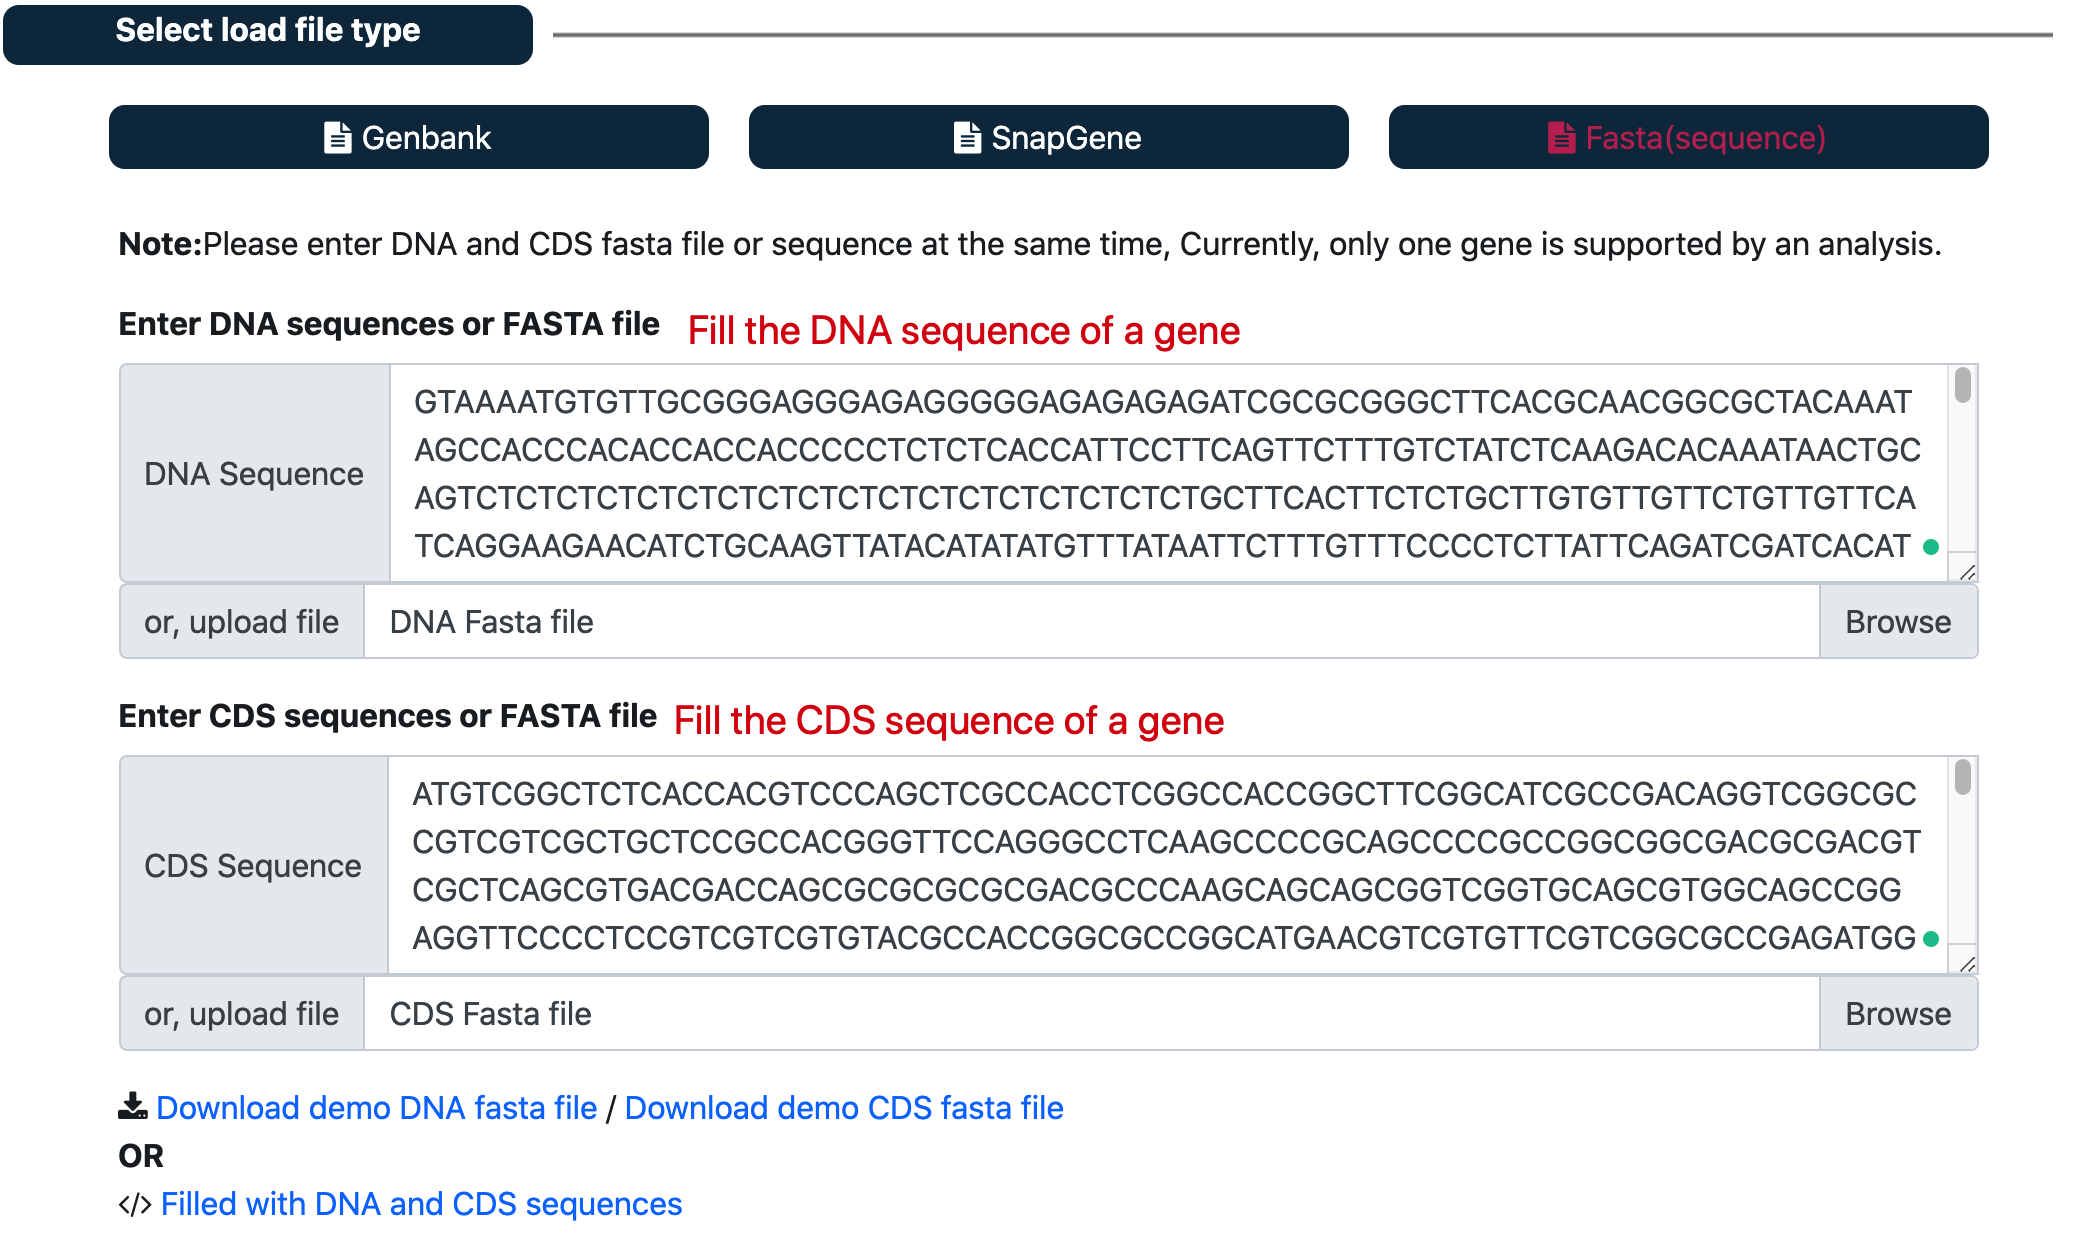 Select load file type
Genbank
SnapGene
Fasta(sequence)
Note:Please enter DNA and CDS fasta file or sequence at the same time, Currently, only one gene is supported by an analysis.
Enter DNA sequences or FASTA file
Fill the DNA sequence of a gene
DNA Sequence
GTAAAATGTGTTGCGGGAGGGAGAGGGGGAGAGAGAGATCGCGCGGGCTTCACGCAACGGCGCTACAAAT
AGCCACCCACACCACCACCCCCTCTCTCACCATTCCTTCAGTTCTTTGTCTATCTCAAGACACAAATAACTGC
AGTCTCTCTCTCTCTCTCTCTCTCTCTCTCTCTCTCTCTGCTTCACTTCTCTGCTTGTGTTGTTCTGTTGTTCA
TCAGGAAGAACATCTGCAAGTTATACATATATGTTTATAATTCTTTGTTTCCCCTCTTATTCAGATCGATCACAT
or, upload file
DNA Fasta file
Browse
Enter CDS sequences or FASTA file
Fill the CDS sequence of a gene
CDS Sequence
ATGTCGGCTCTCACCACGTCCCAGCTCGCCACCTCGGCCACCGGCTTCGGCATCGCCGACAGGTCGGCGC
CGTCGTCGCTGCTCCGCCACGGGTTCCAGGGCCTCAAGCCCCGCAGCCCCGCCGGCGGCGACGCGACGT
CGCTCAGCGTGACGACCAGCGCGCGCGCGACGCCCAAGCAGCAGCGGTCGGTGCAGCGTGGCAGCCGG
AGGTTCCCCTCCGTCGTCGTGTACGCCACCGGCGCCGGCATGAACGTCGTGTTCGTCGGCGCCGAGATGG
or, upload file
CDS Fasta file
Browse
Download demo DNA fasta file / Download demo CDS fasta file
OR
</> Filled with DNA and CDS sequences